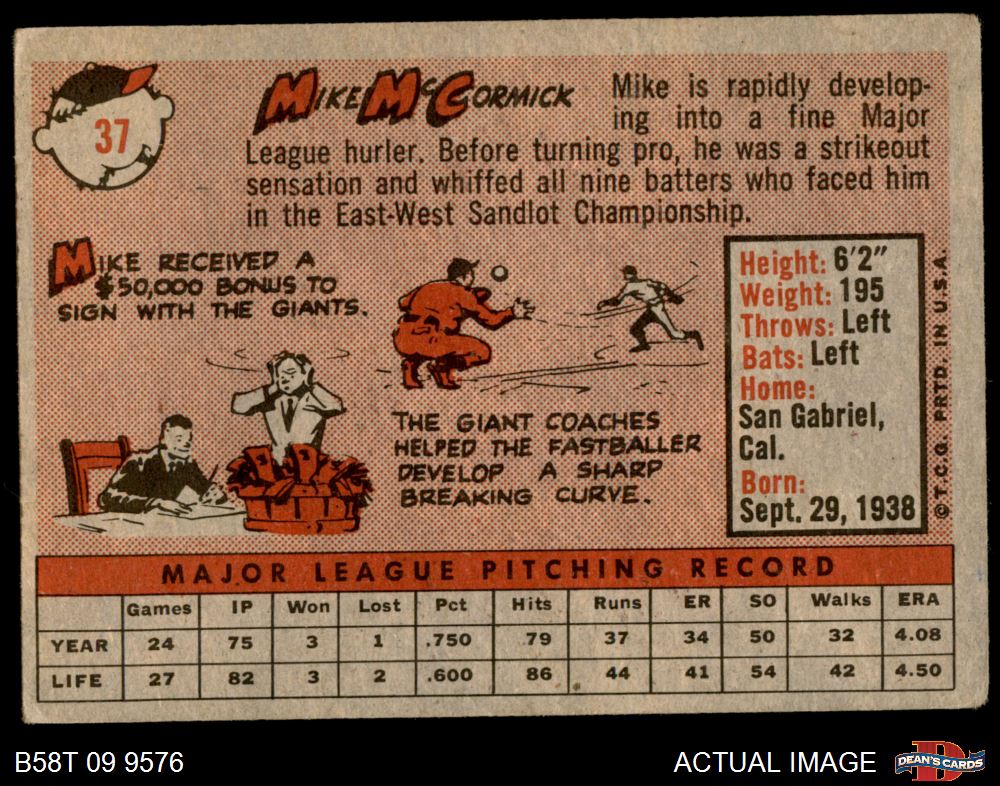 37
MIKE McCORMICK
Mike is rapidly develop-
ing into a fine Major
League hurler. Before turning pro, he was a strikeout
sensation and whiffed all nine batters who faced him
in the East-West Sandlot Championship.
MIKE RECEIVED A
$50,000 BONUS TO
SIGN WITH THE GIANTS.
THE GIANT COACHES
HELPED THE FASTBALLER
DEVELOP A SHARP
BREAKING CURVE.
Height: 6'2"
Weight: 195
Throws: Left
Bats: Left
Home:
San Gabriel,
Cal.
Born:
Sept. 29, 1938
© T.C.G. PRTD. IN U.S.A.
MAJOR LEAGUE PITCHING RECORD
Games IP Won Lost Pct Hits Runs ER SO Walks ERA
YEAR 24 75 3 1 .750 79 37 34 50 32 4.08
LIFE 27 82 3 2 .600 86 44 41 54 42 4.50
B58T 09 9576
ACTUAL IMAGE
D
DEAN'S CARDS